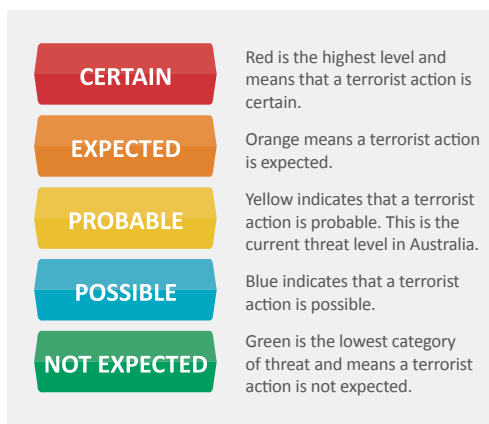 CERTAIN
Red is the highest level and
means that a terrorist action is
certain.
EXPECTED
Orange means a terrorist action
is expected.
PROBABLE
Yellow indicates that a terrorist
action is probable. This is the
current threat level in Australia.
POSSIBLE
Blue indicates that a terrorist
action is possible.
NOT EXPECTED
Green is the lowest category
of threat and means a terrorist
action is not expected.